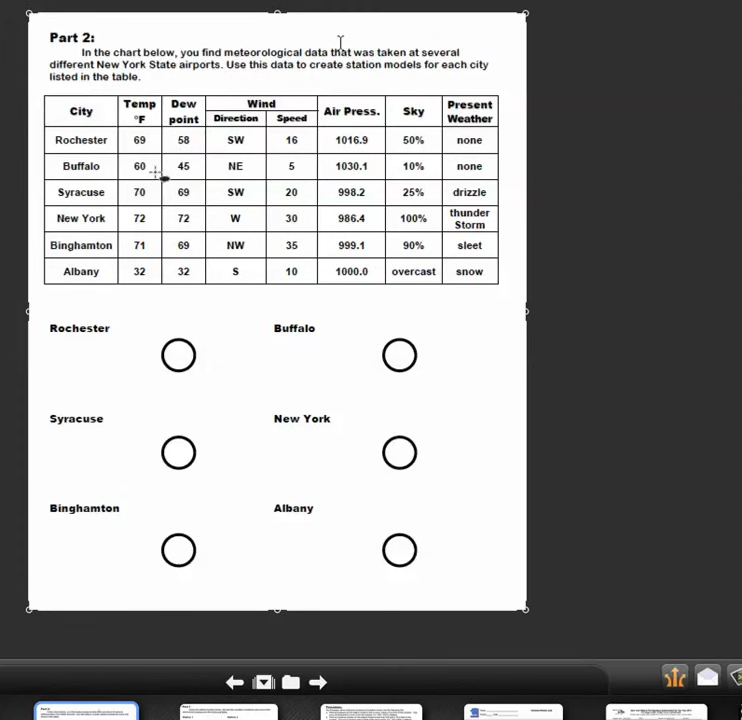 Part 2:
In the chart below, you find meteorological data that was taken at several
different New York State airports. Use this data to create station models for each city
listed in the table.
City Temp °F Dew point Wind Direction Speed Air Press. Sky Present Weather
Rochester 69 58 SW 16 1016.9 50% none
Buffalo 60 45 NE 5 1030.1 10% none
Syracuse 70 69 SW 20 998.2 25% drizzle
New York 72 72 W 30 986.4 100% thunder Storm
Binghamton 71 69 NW 35 999.1 90% sleet
Albany 32 32 S 10 1000.0 overcast snow
Rochester Buffalo
Syracuse New York
Binghamton Albany